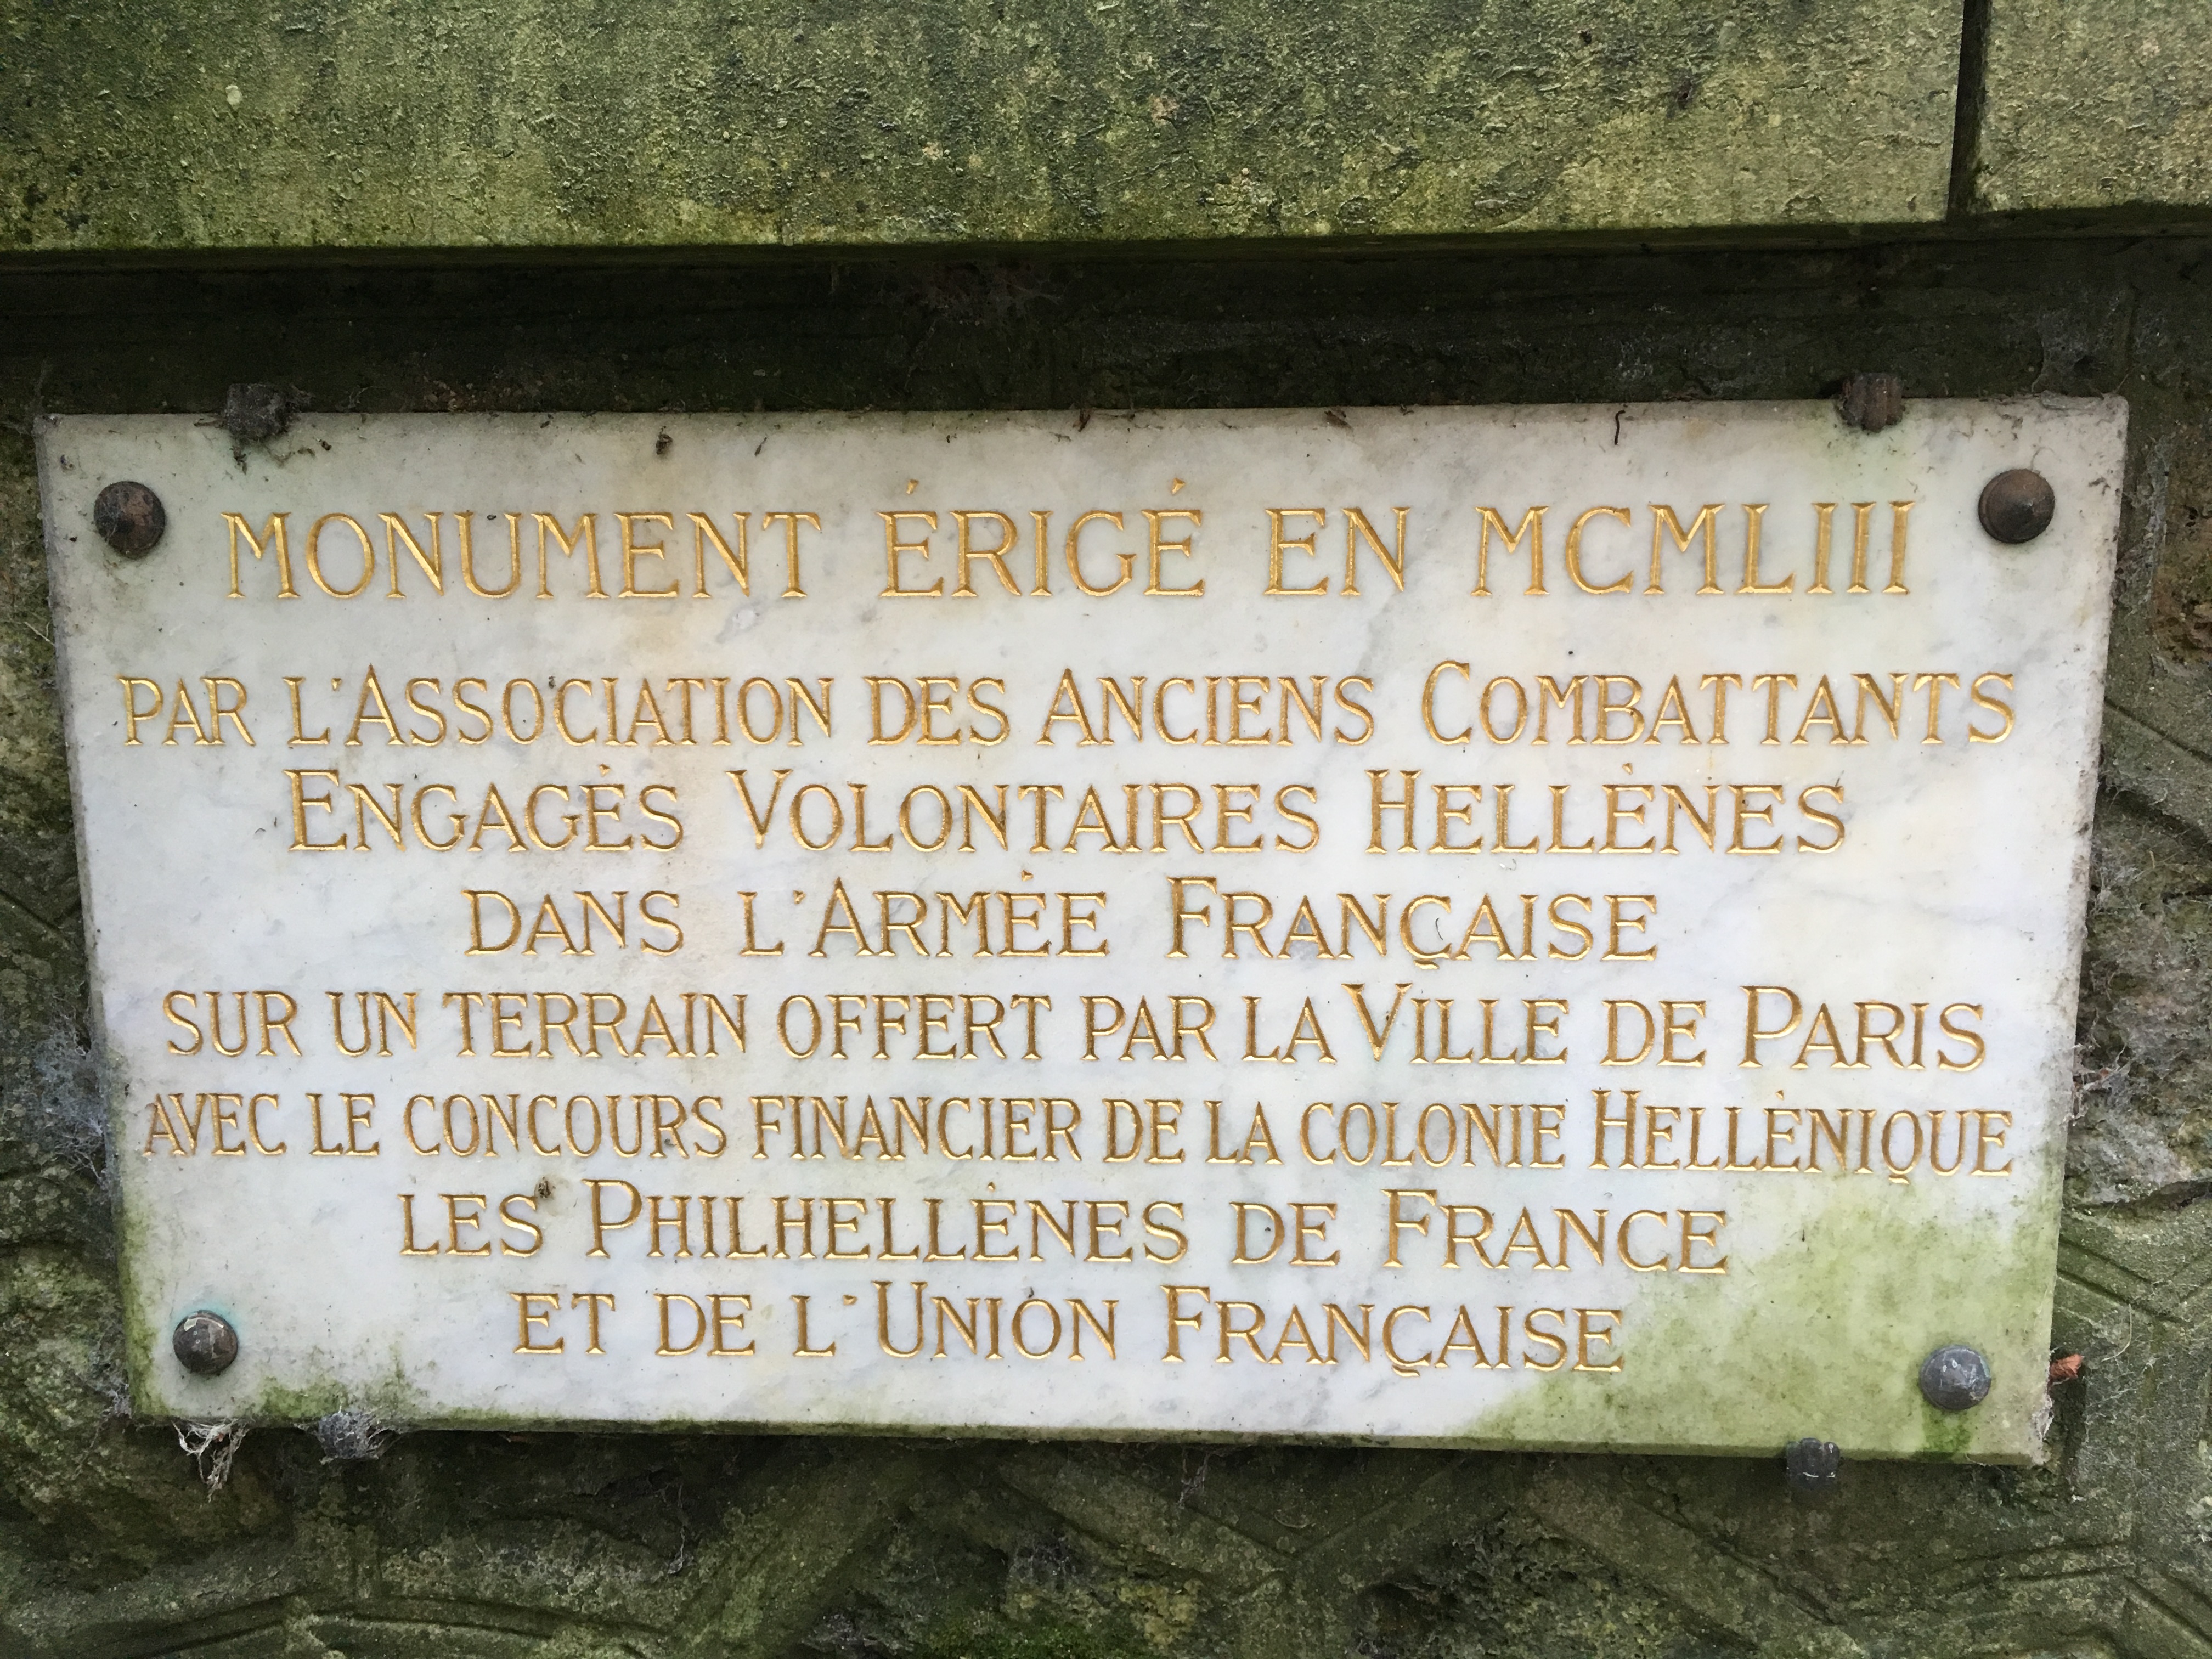 MONUMENT ÉRIGÉ EN MCMLIII
PAR L'ASSOCIATION DES ANCIENS COMBATTANTS
ENGAGÉS VOLONTAIRES HELLÈNES
DANS L'ARMÉE FRANÇAISE
SUR UN TERRAIN OFFERT PAR LA VILLE DE PARIS
AVEC LE CONCOURS FINANCIER DE LA COLONIE HELLÉNIQUE
LES PHILHELLÈNES DE FRANCE
ET DE L'UNION FRANÇAISE